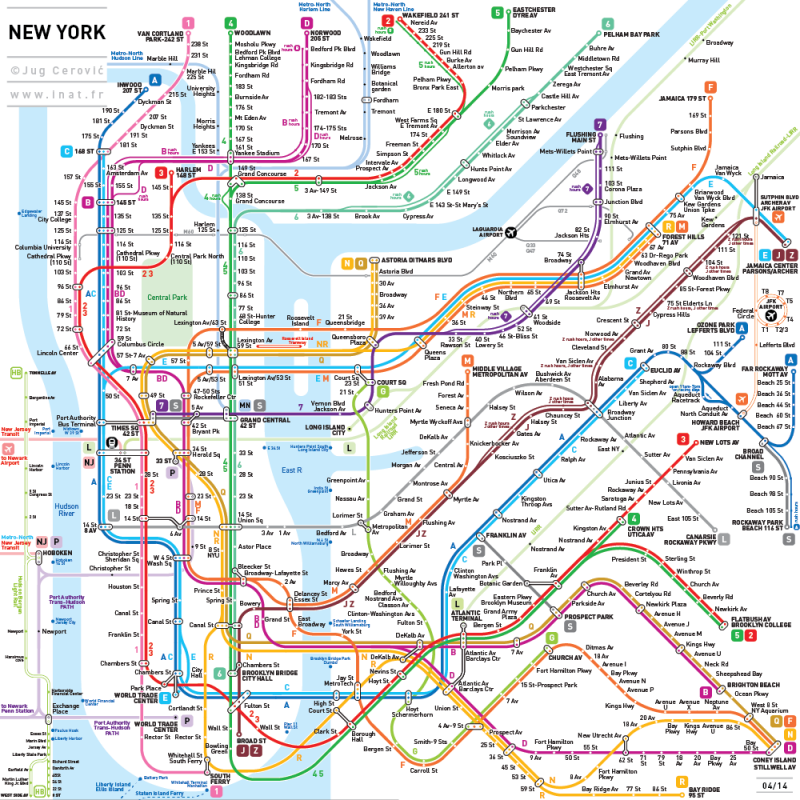 NEW YORK
©Jug Cerović
www.inat.fr
Metro-North Hudson Line
Metro-North Harlem Line
Metro-North New Haven Line
1
VAN CORTLAND
PARK-242 ST
238 St
231 St
Marble Hill
225 St
215 St
207 St
Dyckman St
191 St
181 St
INWOOD
207 ST
A
Dyckman St
190 St
181 St
175 St
C
168 ST
4
WOODLAWN
Mosholu Pkwy
Bedford Pk Blvd
Lehman College
Kingsbridge Rd
Fordham Rd
183 St
Burnside Av
176 St
Mt Eden Av
170 St
167 St
161 St
Yankee Stadium
D
NORWOOD
205 ST
Bedford Pk Blvd
Kingsbridge Rd
Fordham Rd
182-183 Sts
Tremont Av
174-175 Sts
170 St
167 St
Marble Hill
University Heights
Morris Heights
Yankees
E 153 St
Wakefield
Woodlawn
Williams Bridge
Botanical garden
Fordham
Tremont
Melrose
2
WAKEFIELD 241 ST
Nereid Av
233 St
225 St
219 St
Gun Hill Rd
Burke Av
Allerton av
Pelham Pkwy
Bronx Park East
E 180 St
West Farms Sq
E Tremont Av
174 St
Freeman St
Simpson St
Intervale Av
Prospect Av
Jackson Av
5
EASTCHESTER
DYRE AV
Baychester Av
Gun Hill Rd
Pelham Pkwy
Morris park
6
PELHAM BAY PARK
Buhre Av
Middletown Rd
Westchester Sq
East Tremont Av
Zerega Av
Castle Hill Av
Parkchester
St Lawrence Av
Morrison Av
Soundview
Elder Av
Whitlock Av
Hunts Point Av
Longwood Av
E 149 St
E 143 St-St Mary's St
Cypress Av
Brook Av
3 Av-138 St
3 Av-149 St
149 St
Grand Concourse
138 St
Grand Concourse
3
HARLEM
148 ST
Broadway
Murray Hill
7
FLUSHING
MAIN ST
Mets-Willets Point
Flushing
Mets-Willets Point
111 St
103 St
Corona Plaza
Junction Blvd
90 St
Elmhurst Av
82 St
Jackson Hts
74 St
Broadway
Jackson Hts
Roosevelt Av
F
JAMAICA 179 ST
169 St
Parsons Blvd
Sutphin Blvd
Jamaica
Van Wyck
Jamaica
SUTPHIN BLVD
ARCHER AV
JFK AIRPORT
Briarwood
Van Wyck Blvd
Kew Gardens
Union Tpke
75 Av
R M
FOREST HILLS
71 AV
67 Av
63 Dr-Rego Park
Woodhaven Blvd
Grand Av
Newtown
Elmhurst Av
Kew Gardens
E J Z
JAMAICA CENTER
PARSONS/ARCHER
121 St
111 St
104 St
Woodhaven Blvd
85 St-Forest Pkwy
75 St Elderts Ln
Cypress Hills
Crescent St
Norwood Av
Cleveland St
Van Siclen Av
Alabama Av
JFK
AIRPORT
Federal
Circle
LAGUARDIA
AIRPORT
OZONE PARK
LEFFERTS BLVD
111 St
104 St
Lefferts Blvd
FAR ROCKAWAY
MOTT AV
Beach 25 St
Beach 36 St
Beach 44 St
Beach 60 St
Beach 67 St
BROAD
CHANNEL
S
Beach 90 St
Beach 98 St
Beach 105 St
ROCKAWAY PARK
BEACH 116 ST
HOWARD BEACH
JFK AIRPORT
Aqueduct
North Conduit Av
Aqueduct
Racetrack
Rockaway Blvd
88 St
80 St
Grant Av
EUCLID AV
Shepherd Av
Van Siclen Av
Liberty Av
Broadway
Junction
NEW LOTS AV
Van Siclen Av
Pennsylvania Av
Livonia Av
New Lots Av
East 105 St
CANARSIE
ROCKAWAY PKWY
Junius St
Rockaway Av
Saratoga Av
Sutter Av-Rutland Rd
CROWN HTS
UTICA AV
Kingston Av
President St
Sterling St
Winthrop St
Church Av
Beverly Rd
Newkirk Av
FLATBUSH AV
BROOKLYN COLLEGE
5 2
157 St
145 St
137 St
City College
125 St
116 St
Columbia University
Cathedral Pkwy
(110 St)
103 St
96 St
86 St
79 St
72 St
66 St
Lincoln Center
163 St
Amsterdam Av
155 St
145 St
135 St
125 St
116 St
Cathedral Pkwy
(110 St)
103 St
96 St
86 St
81 St-Museum of Natural
History
72 St
59 St
Columbus Circle
Central Park North
(110 St)
Central Park
Harlem
125 St
116 St
110 St
103 St
96 St
86 St
77 St
68 St-Hunter
College
Lexington Av/63 St
Lexington Av
59 St
Lexington Av/53 St
51 St
Roosevelt
Island
21 St
Queensbridge
N Q
ASTORIA DITMARS BLVD
Astoria Blvd
30 Av
Broadway
36 Av
39 Av
Queensboro
Plaza
Queens
Plaza
Steinway St
46 St
Northern Blvd
65 St
36 St
61 St
Woodside
52 St
46 St-Bliss St
40 Lowery St
33 Rawson St
Court Sq
23 St
COURT SQ
G
Hunters Point Av
Vernon Blvd
Jackson Av
LONG ISLAND
CITY
57 St-7 Av
57 St
5 Av/59 St
5 Av/53 St
7 Av
49 St
47-50 Sts
Rockefeller Ctr
Port Authority
Bus Terminal
TIMES SQ
42 ST
42 St
Bryant Pk
GRAND CENTRAL
42 ST
34 ST
PENN
STATION
34 St
Herald Sq
33 ST
33 St
28 St
23 St
18 St
14 St
8 AV
6 Av
Union Sq
3 Av
1 Av
Bedford Av
East R
Hudson
River
8 St
NYU
Astor Place
Christopher St
Sheridan Sq
Christopher St
W 4 St
Wash Sq
Houston St
Canal St
Franklin St
Chambers St
Park Place
WORLD TRADE
CENTER
Cortlandt St
Rector St
Spring St
Prince St
Bleecker St
Broadway-Lafayette St
Bowery
Grand St
Delancey St
Essex St
East
Broadway
City
Hall
BROOKLYN BRIDGE
CITY HALL
Fulton St
Wall St
BROAD ST
Bowling
Green
Whitehall St
South Ferry
SOUTH
FERRY
York St
Jay St
MetroTech
High St
Court St
Clark St
Borough
Hall
Hoyt
Schermerhorn
Nevins St
Hoyt St
DeKalb Av
Fulton St
Lafayette Av
Clinton-Washington Avs
Classon Av
Bedford
Nostrand Avs
Myrtle
Willoughby Avs
Flushing Av
Broadway
Metropolitan Av
Nassau Av
Greenpoint Av
Graham Av
Grand St
Montrose Av
Morgan Av
Jefferson St
DeKalb Av
Myrtle Wyckoff Avs
Halsey St
Wilson Av
Bushwick Av
Aberdeen St
MIDDLE VILLAGE
METROPOLITAN AV
Fresh Pond Rd
Forest Av
Seneca Av
Knickerbocker Av
Central Av
Marcy Av
Hewes St
Lorimer St
Flushing Av
Myrtle Av
Kosciuszko St
Gates Av
Halsey St
Chauncey St
Rockaway Av
Ralph Av
Utica Av
Kingston
Throop Avs
Nostrand Av
FRANKLIN AV
Clinton
Washington Avs
Atlantic Av
East NY
Sutter Av
Park Pl
Botanic Garden
Franklin Av
Eastern Pkwy
Brooklyn Museum
Grand Army
Plaza
Bergen St
7 Av
PROSPECT PARK
Parkside Av
Church Av
Beverley Rd
Cortelyou Rd
Newkirk Plaza
Avenue H
Avenue J
Avenue M
Kings Hwy
Avenue U
Neck Rd
Sheepshead Bay
BRIGHTON BEACH
Ocean Pkwy
West 8 St
NY Aquarium
CONEY ISLAND
STILLWELL AV
ATLANTIC
TERMINAL
Atlantic Av
Barclays Ctr
Union St
4 Av-9 St
Prospect Av
25 St
36 St
45 St
53 St
59 St
8 Av
Fort Hamilton
Pkwy
New Utrecht Av
18 Av
20 Av
Bay
Pkwy
Kings
Hwy
Avenue U
86 St
Bay Ridge Av
77 St
86 St
BAY RIDGE
95 ST
9 Av
Fort Hamilton
Pkwy
50 St
55 St
62 St
71 St
79 St
18 Av
20 Av
Bay
Pkwy
25 Av
Bay
50 St
Bergen St
Carroll St
Smith-9 Sts
7 Av
15 St-Prospect Park
Fort Hamilton Pkwy
CHURCH AV
Ditmas Av
18 Av
Avenue I
Bay Pkwy
Avenue N
Avenue P
Kings Hwy
Avenue U
Avenue X
Neptune Av
HOBOKEN
Newport
Exchange
Place
Port Authority
Trans-Hudson
PATH
New Jersey
Transit
to Newark
Airport
to Newark
Penn Station
Metro-North
New Jersey
Transit
Liberty Island
Ellis Island
Staten Island Ferry
Battery Park
04/14